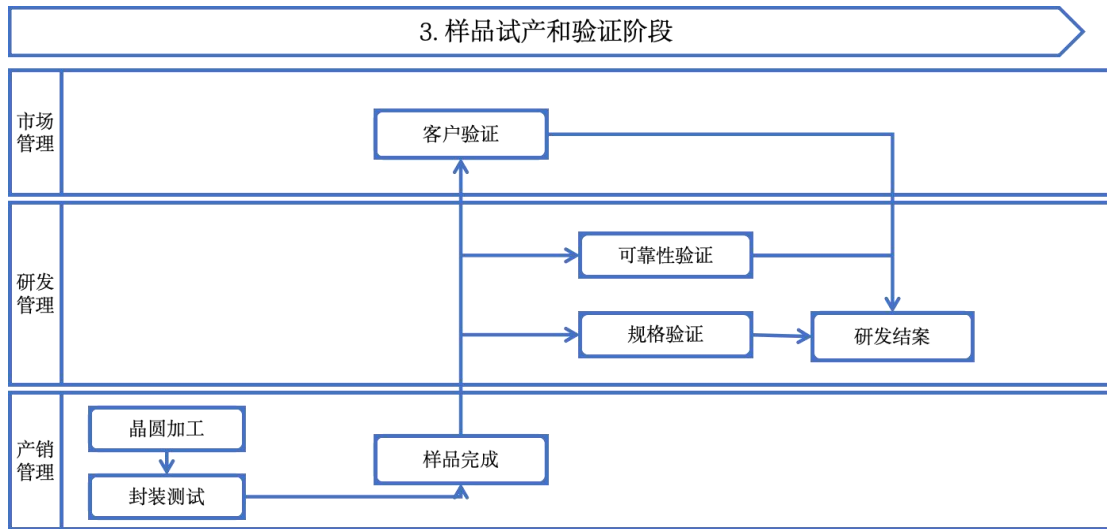 3. 样品试产和验证阶段
市场
管理
客户验证
研发
管理
可靠性验证
规格验证
研发结案
产销
管理
晶圆加工
样品完成
封装测试